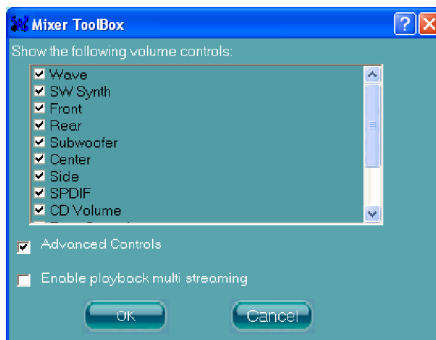 Mixer ToolBox
Show the following volume controls:
Wave
SW Synth
Front
Rear
Subwoofer
Center
Side
SPDIF
CD Volume
Advanced Controls
Enable playback multi streaming
OK
Cancel